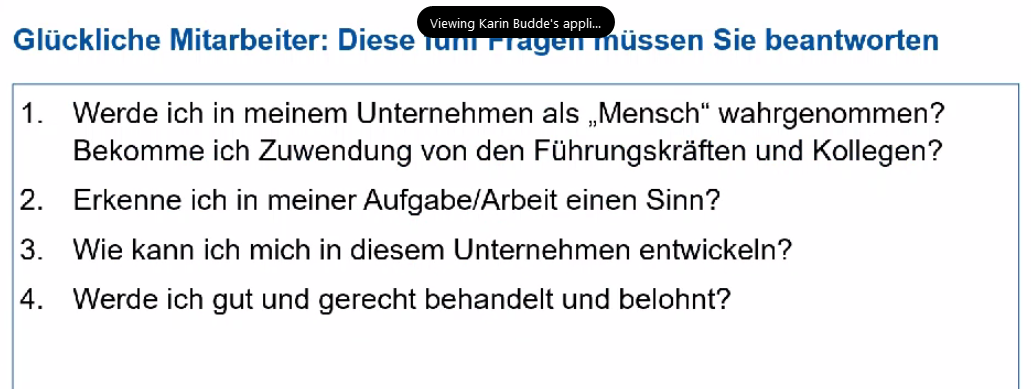 Viewing Karin Budde's appli...
Glückliche Mitarbeiter: Diese fünf Fragen müssen Sie beantworten
1. Werde ich in meinem Unternehmen als „Mensch“ wahrgenommen?
Bekomme ich Zuwendung von den Führungskräften und Kollegen?
2. Erkenne ich in meiner Aufgabe/Arbeit einen Sinn?
3. Wie kann ich mich in diesem Unternehmen entwickeln?
4. Werde ich gut und gerecht behandelt und belohnt?